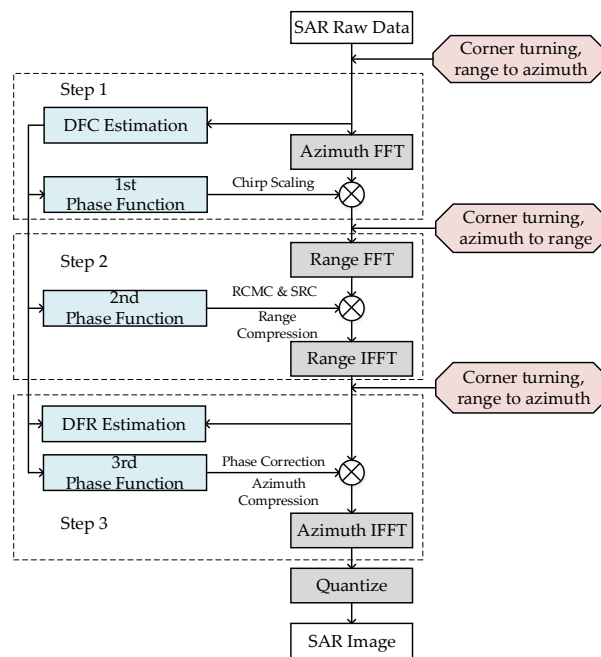 SAR Raw Data
Corner turning,
range to azimuth
Step 1
DFC Estimation
Azimuth FFT
1st
Phase Function
Chirp Scaling
Corner turning,
azimuth to range
Step 2
Range FFT
2nd
Phase Function
RCMC & SRC
Range
Compression
Range IFFT
Corner turning,
range to azimuth
DFR Estimation
3rd
Phase Function
Phase Correction
Azimuth
Compression
Step 3
Azimuth IFFT
Quantize
SAR Image